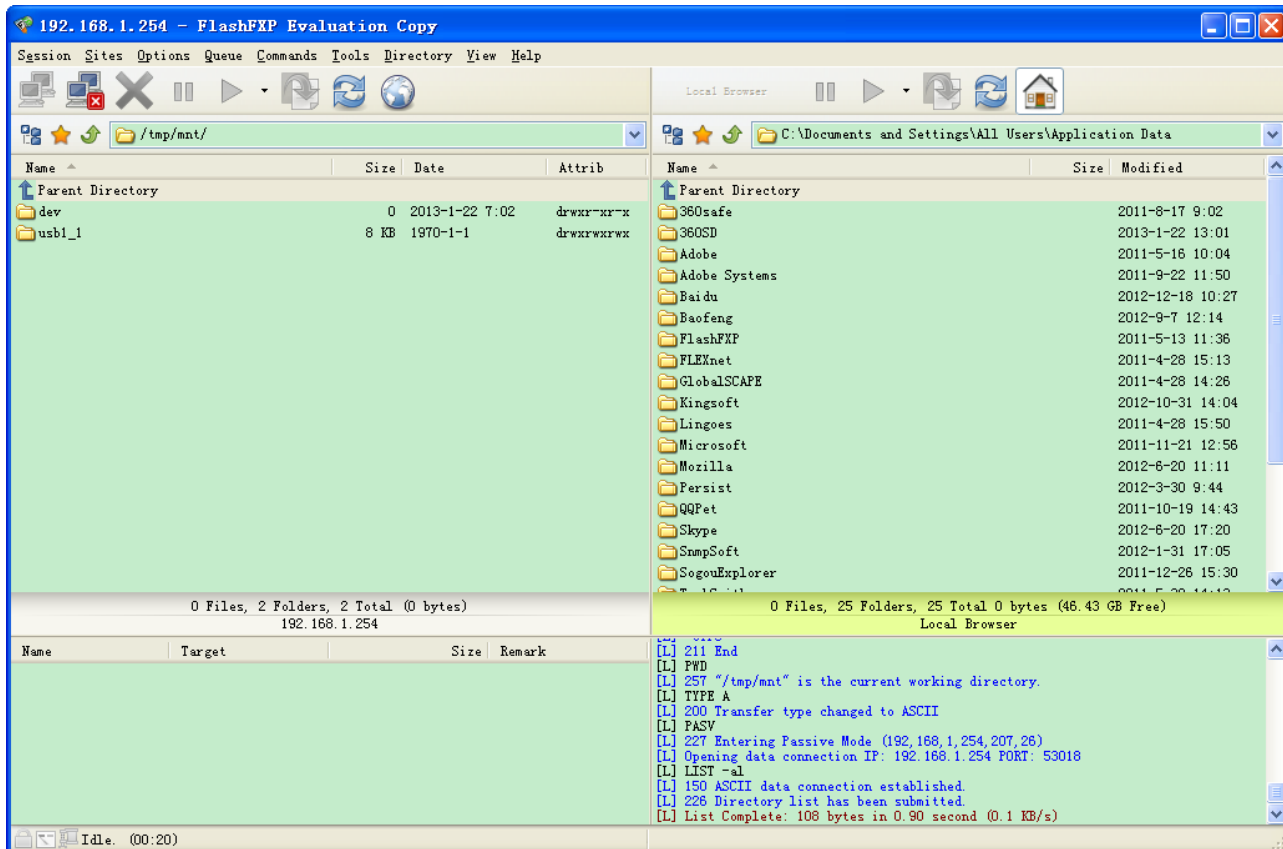 192.168.1.254 - FlashFXP Evaluation Copy
Session Sites Options Queue Commands Tools Directory View Help
Local Browser
/tmp/mnt/
C:\Documents and Settings\All Users\Application Data
Name Size Date Attrib
Parent Directory
dev 0 2013-1-22 7:02 drwxr-xr-x
usb1_1 8 KB 1970-1-1 drwxrwxrwx
0 Files, 2 Folders, 2 Total (0 bytes)
192.168.1.254
Name Size Modified
Parent Directory
360safe 2011-8-17 9:02
360SD 2013-1-22 13:01
Adobe 2011-5-16 10:04
Adobe Systems 2011-9-22 11:50
Baidu 2012-12-18 10:27
Baofeng 2012-9-7 12:14
FlashFXP 2011-5-13 11:36
FLEXnet 2011-4-28 15:13
GlobalSCAPE 2011-4-28 14:26
Kingsoft 2012-10-31 14:04
Lingoes 2011-4-28 15:50
Microsoft 2011-11-21 12:56
Mozilla 2012-6-20 11:11
Persist 2012-3-30 9:44
QQPet 2011-10-19 14:43
Skype 2012-6-20 17:20
SnmpSoft 2012-1-31 17:05
SogouExplorer 2011-12-26 15:30
0 Files, 25 Folders, 25 Total 0 bytes (46.43 GB Free)
Local Browser
Name Target Size Remark
[L] 211 End
[L] PWD
[L] 257 "/tmp/mnt" is the current working directory.
[L] TYPE A
[L] 200 Transfer type changed to ASCII
[L] PASV
[L] 227 Entering Passive Mode (192,168,1,254,207,26)
[L] Opening data connection IP: 192.168.1.254 PORT: 53018
[L] LIST -al
[L] 150 ASCII data connection established.
[L] 226 Directory list has been submitted.
[L] List Complete: 108 bytes in 0.90 second (0.1 KB/s)
Idle. (00:20)